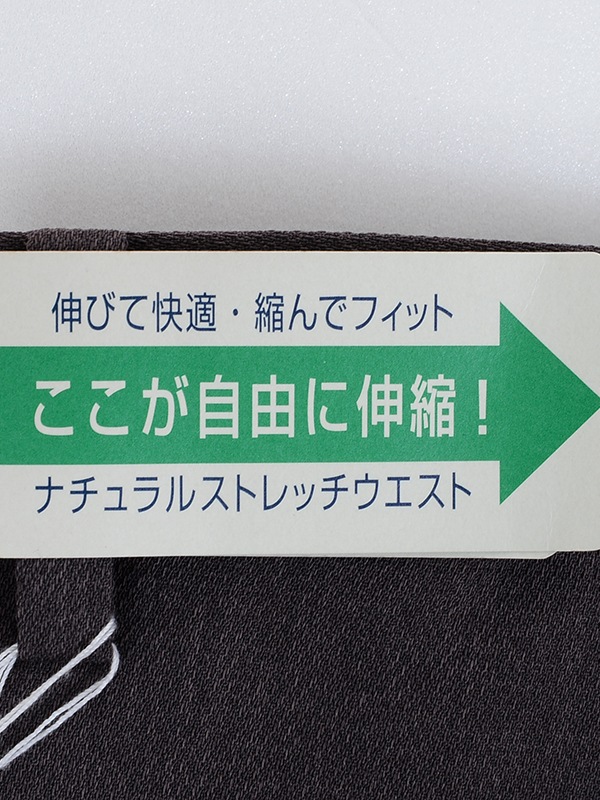 伸びて快適・縮んでフィット
ここが自由に伸縮！
ナチュラルストレッチウエスト